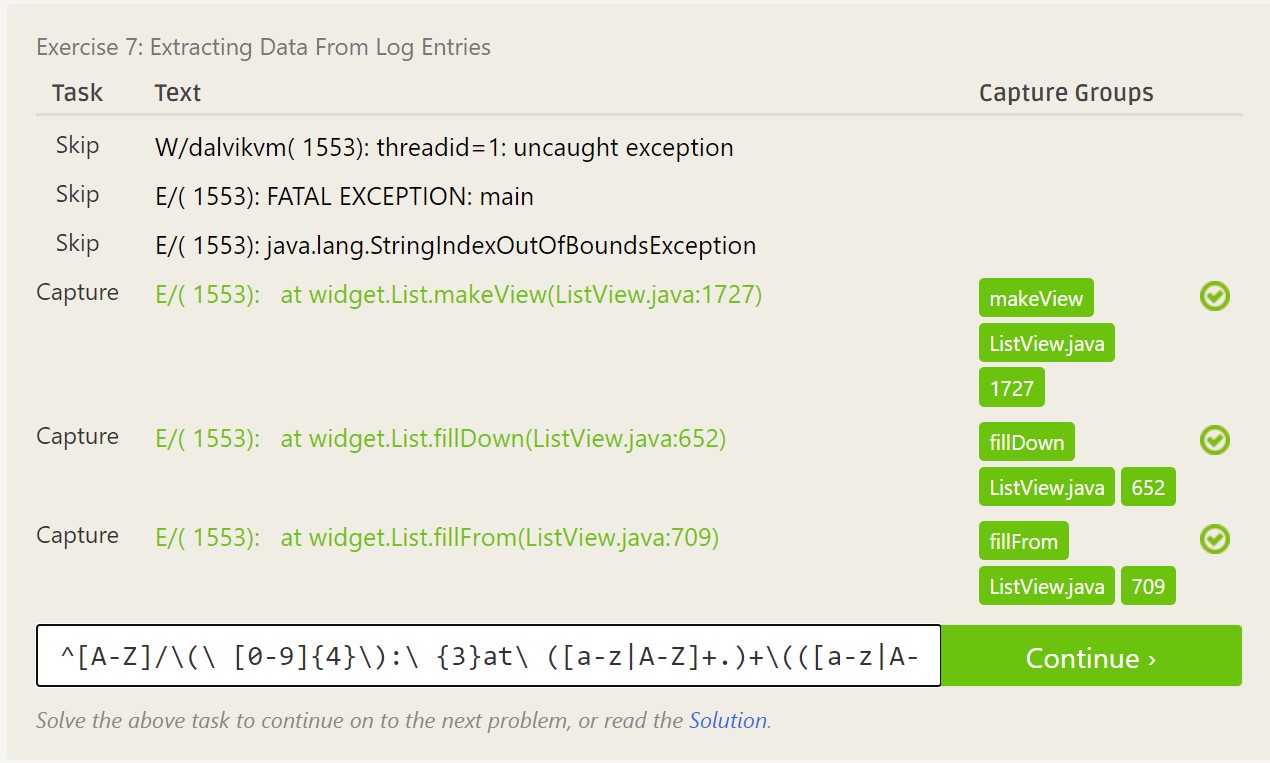 Exercise 7: Extracting Data From Log Entries
Task Text Capture Groups
Skip W/dalvikvm( 1553): threadid=1: uncaught exception
Skip E/( 1553): FATAL EXCEPTION: main
Skip E/( 1553): java.lang.StringIndexOutOfBoundsException
Capture E/( 1553):   at widget.List.makeView(ListView.java:1727) makeView
ListView.java
1727
Capture E/( 1553):   at widget.List.fillDown(ListView.java:652) fillDown
ListView.java 652
Capture E/( 1553):   at widget.List.fillFrom(ListView.java:709) fillFrom
ListView.java 709
^[A-Z]/\(\ [0-9]{4}\):\ {3}at\ ([a-z|A-Z]+.)+\(([a-z|A- Continue ›
Solve the above task to continue on to the next problem, or read the Solution.